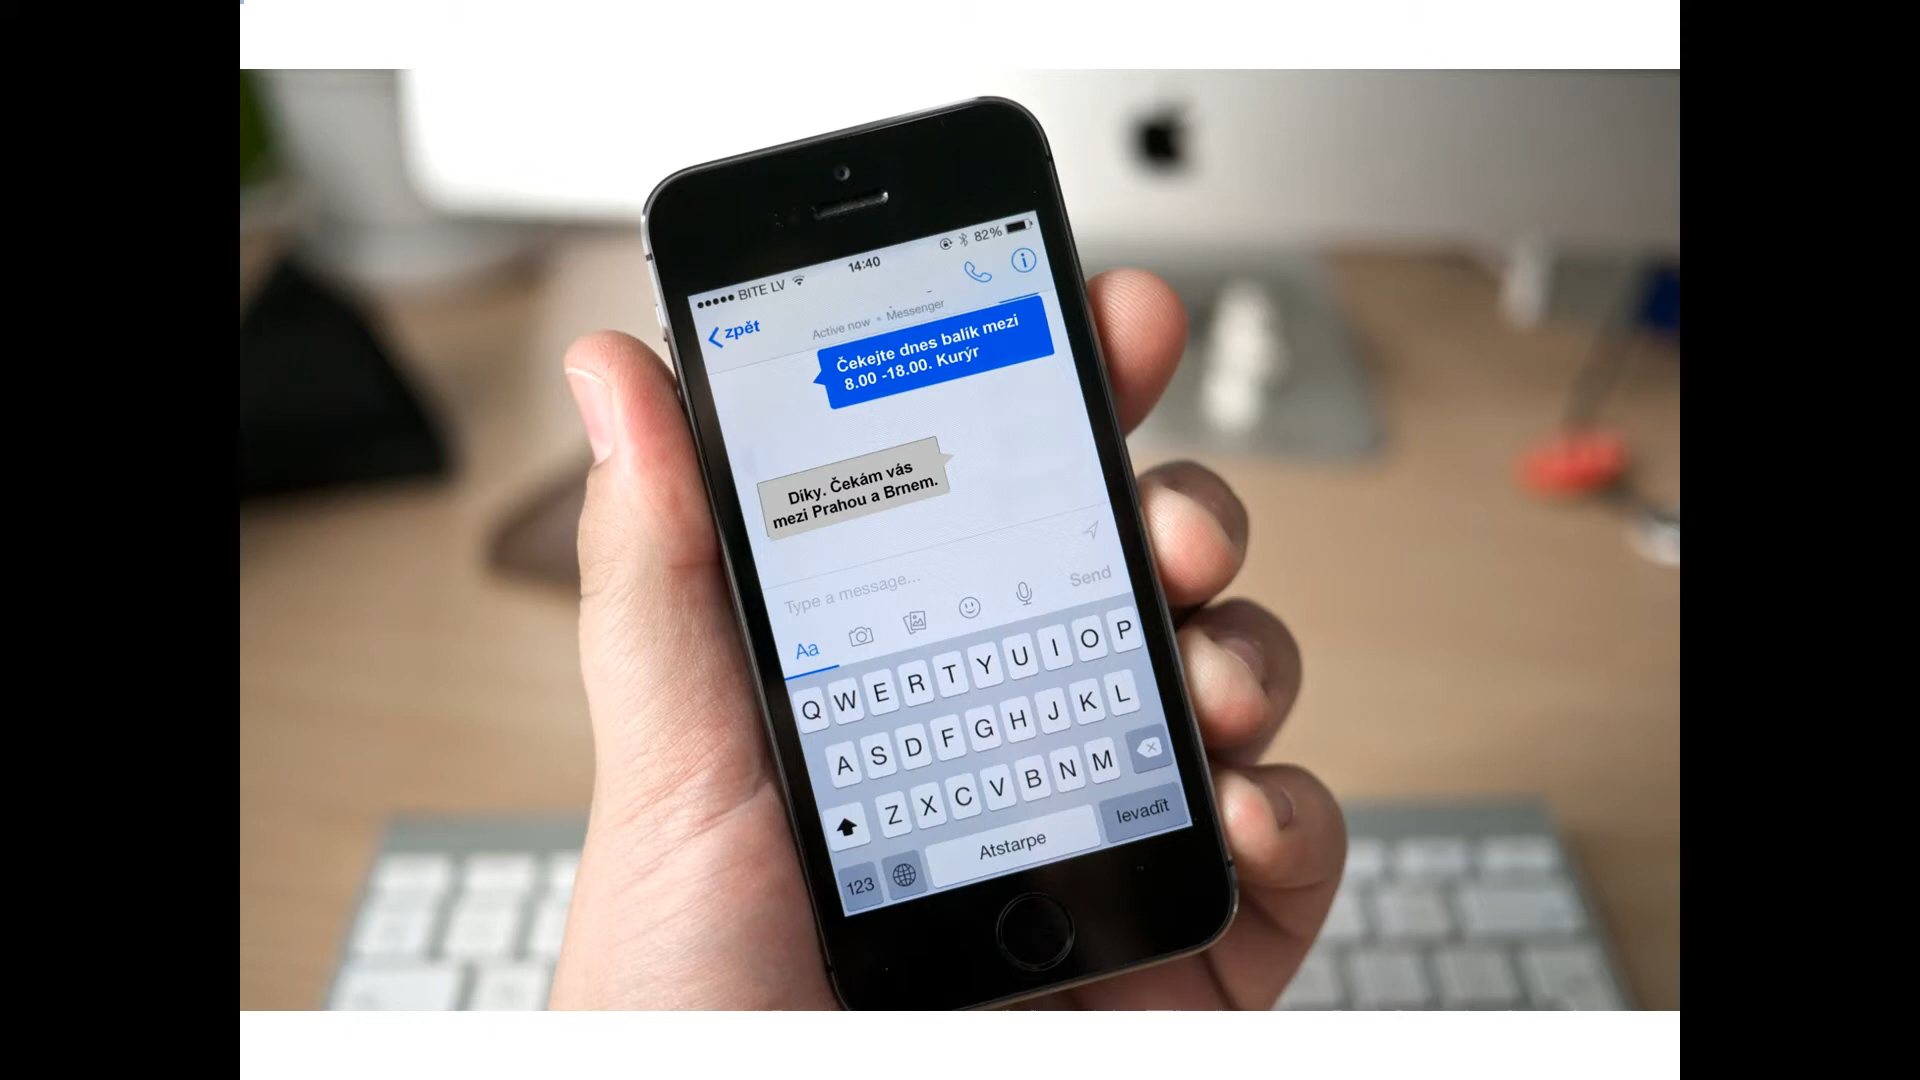 ●●●●● BITE LV
14:40
82%
zpět
Active now • Messenger
Čekejte dnes balík mezi
8.00 -18.00. Kurýr
Díky. Čekám vás
mezi Prahou a Brnem.
Type a message...
Send
Aa
Q W E R T Y U I O P
A S D F G H J K L
Z X C V B N M
123
Atstarpe
Ievadīt